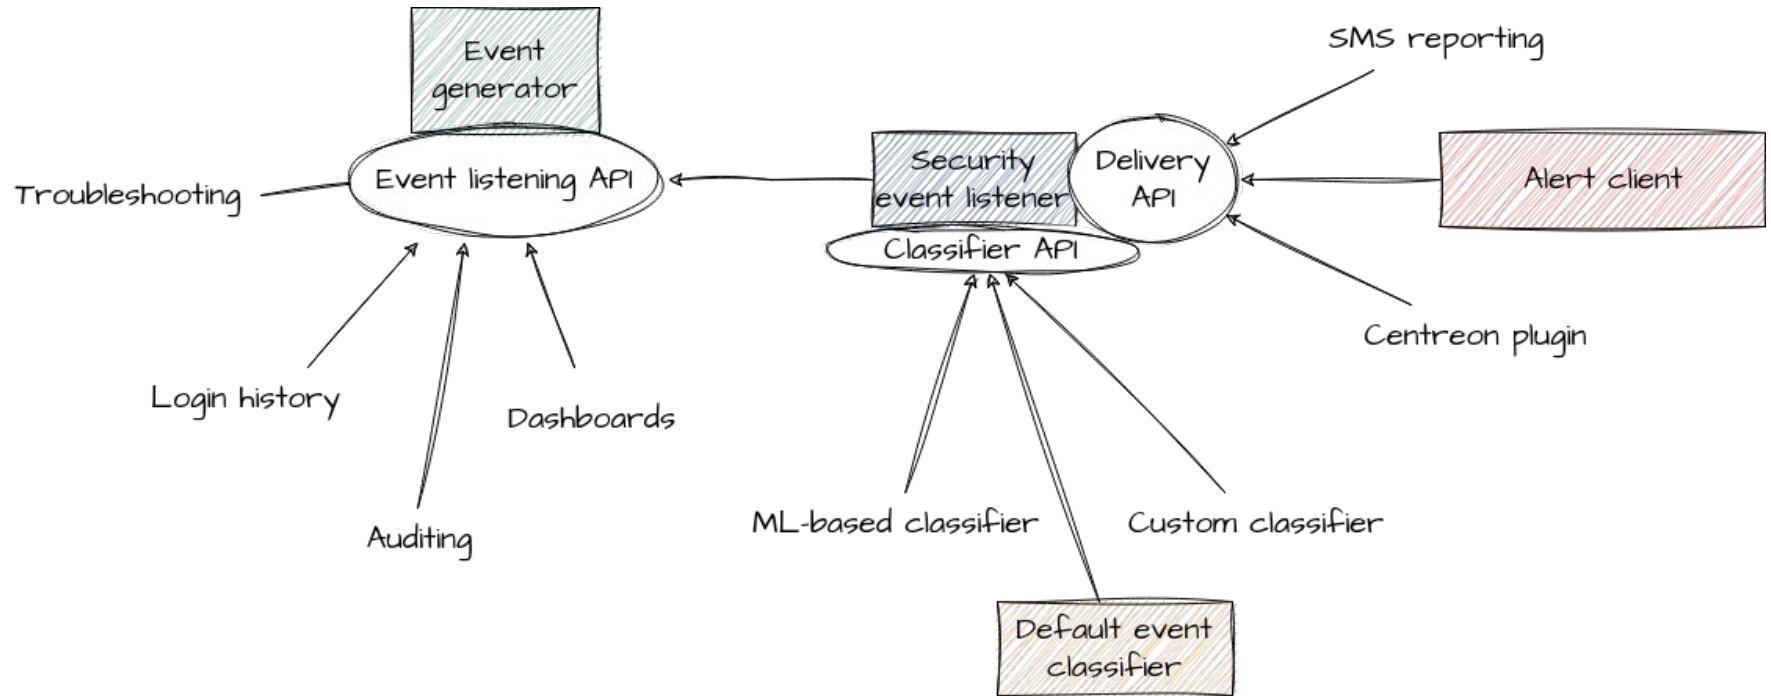 Event
generator
SMS reporting
Event listening API
Troubleshooting
Security
event listener
Delivery
API
Alert client
Classifier API
Centreon plugin
Login history
Dashboards
Auditing
ML-based classifier
Custom classifier
Default event
classifier